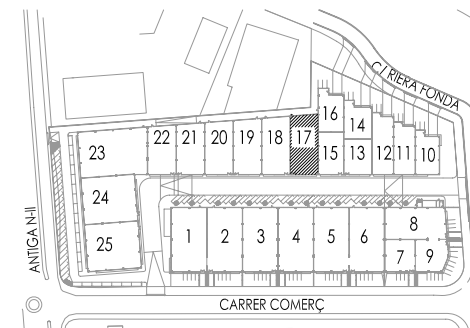 C/ RIERA FONDA
16
14
22 21 20 19 18 17
23
15 13 12 11 10
24
8
25
1 2 3 4 5 6
7 9
ANTIGA N-II
CARRER COMERÇ